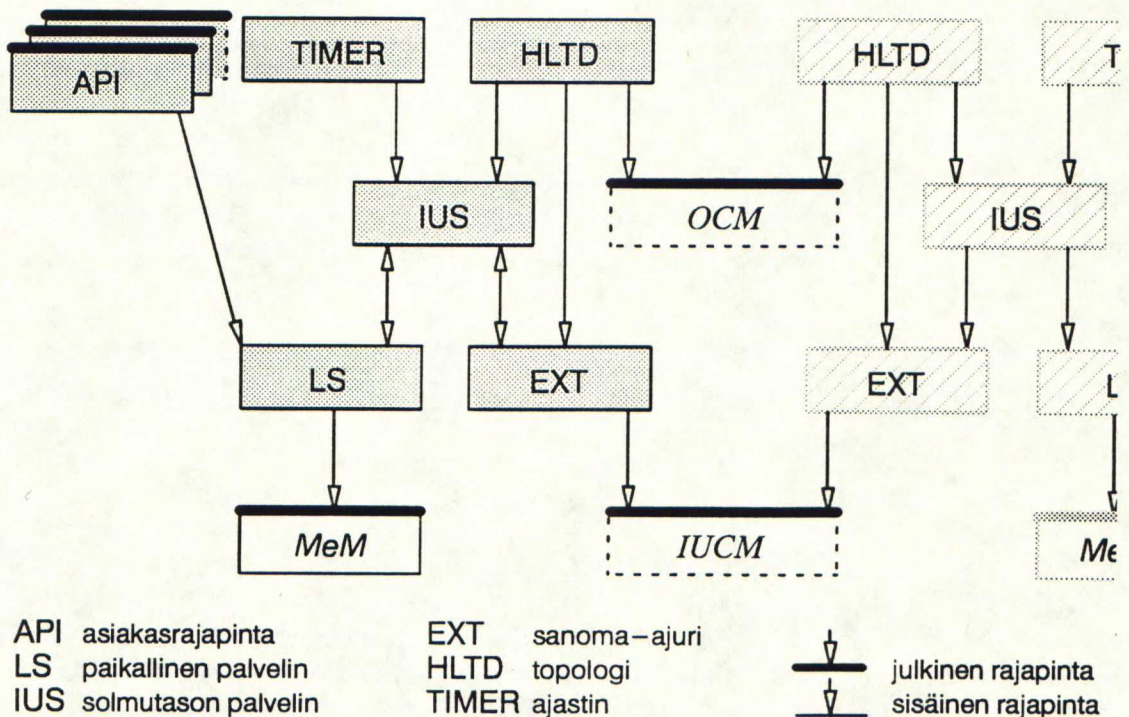 API
TIMER
HLTD
HLTD
T
IUS
OCM
IUS
LS
EXT
EXT
L
MeM
IUCM
Me
API asiakasrajapinta
LS paikallinen palvelin
IUS solmutason palvelin
EXT sanoma–ajuri
HLTD topologi
TIMER ajastin
julkinen rajapinta
sisäinen rajapinta